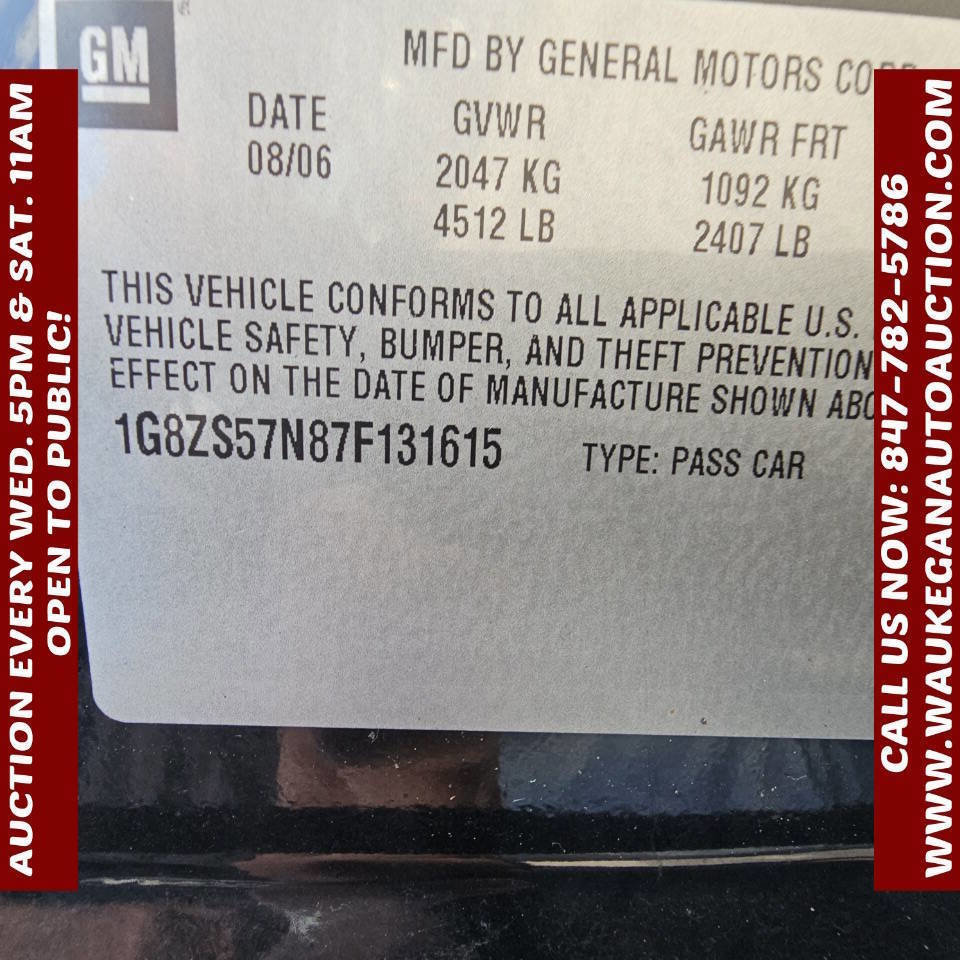 GM
MFD BY GENERAL MOTORS CORP
DATE
08/06
GVWR
2047 KG
4512 LB
GAWR FRT
1092 KG
2407 LB
THIS VEHICLE CONFORMS TO ALL APPLICABLE U.S.
VEHICLE SAFETY, BUMPER, AND THEFT PREVENTION
EFFECT ON THE DATE OF MANUFACTURE SHOWN
1G8ZS57N87F131615
TYPE: PASS CAR
AUCTION EVERY WED. 5PM & SAT. 11AM
OPEN TO PUBLIC!
CALL US NOW: 847-782-5786
WWW.WAUKEGANAUTOAUCTION.COM